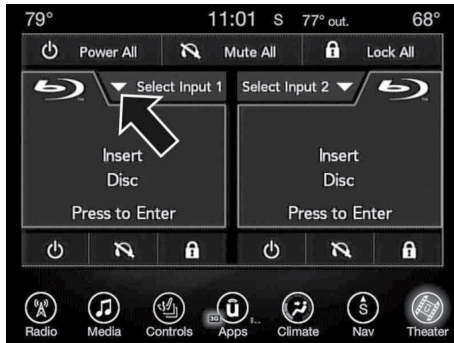 79° 11:01 S 77° out. 68°
Power All Mute All Lock All
Select Input 1 Select Input 2
Insert
Disc
Press to Enter
Insert
Disc
Press to Enter
3G
Radio Media Controls Apps Climate Nav Theater